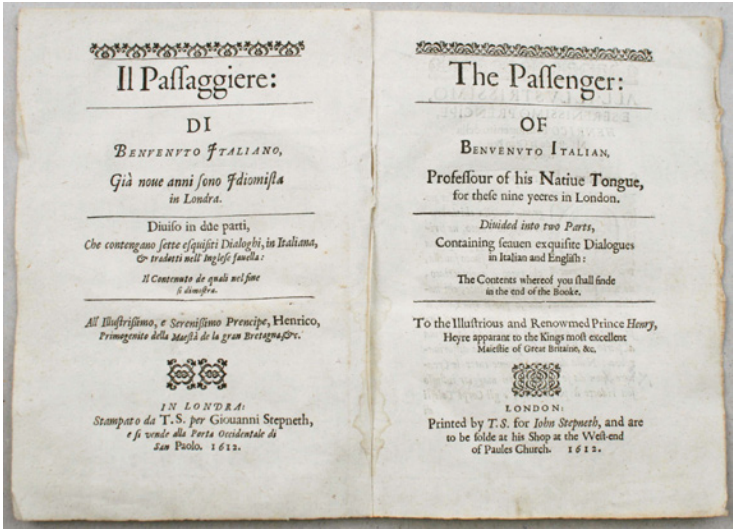 Il Paſſaggiere:
DI
BENVENVTO ITALIANO,
Già noue anni ſono Idiomiſta
in Londra.
Diuiſo in due parti,
Che contengano ſette eſquiſiti Dialoghi, in Italiana,
& tradotti nell' Ingleſe fauella:
Il Contenuto de quali nel fine
ſi dimoſtra.
All' Illuſtriſsimo, e Sereniſsimo Prencipe, Henrico,
Primogenito della Maeſtà de la gran Bretagna, &c.
IN LONDRA:
Stampato da T. S. per Giouanni Stepneth,
e ſi vende alla Porta Occidentale di
San Paolo. 1612.
The Paſſenger:
OF
BENVENVTO ITALIAN,
Profeſſour of his Natiue Tongue,
for theſe nine yeeres in London.
Diuided into two Parts,
Containing ſeauen exquiſite Dialogues
in Italian and Engliſh:
The Contents whereof you ſhall finde
in the end of the Booke.
To the Illuſtrious and Renowmed Prince Henry,
Heyre apparant to the Kings moſt excellent
Maieſtie of Great Britaine, &c.
LONDON:
Printed by T. S. for Iohn Stepneth, and are
to be ſolde at his Shop at the Weſt-end
of Paules Church. 1612.